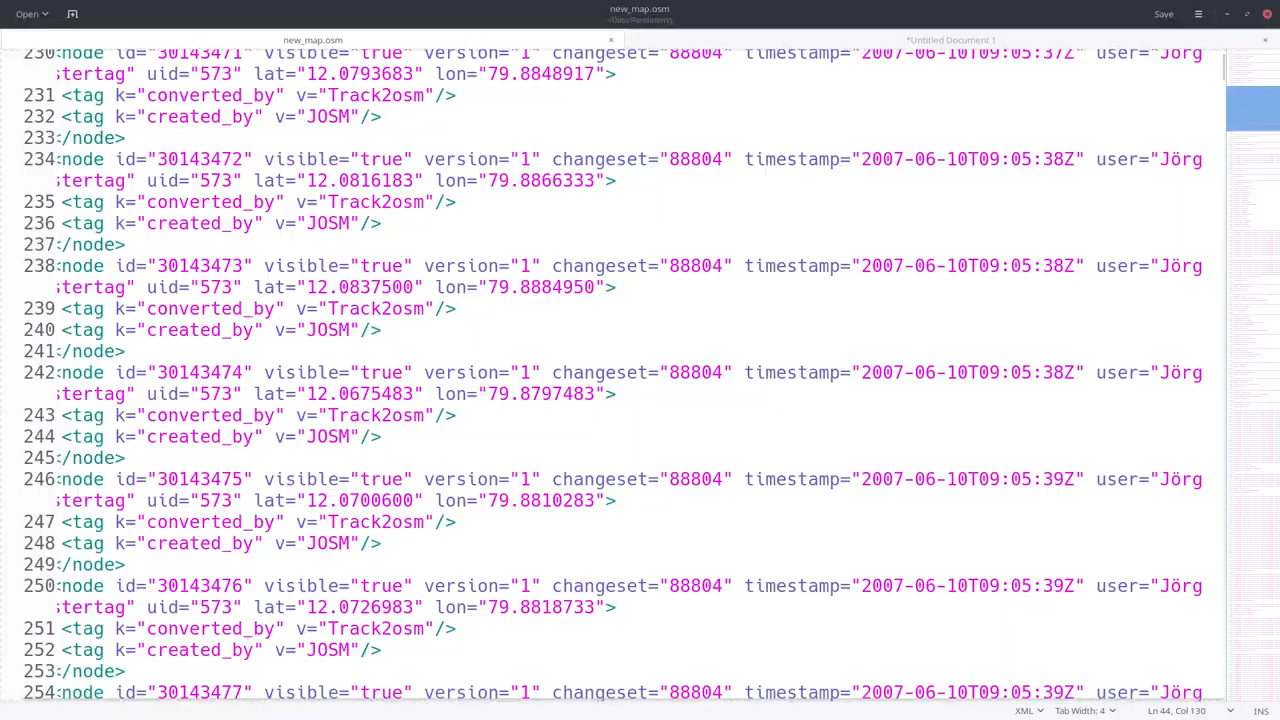 Open
new_map.osm
Save
new_map.osm
*Untitled Document 1
230 node id="30143471" visible="true" version="1" changeset="88804" timestamp="2007-06-10T09:05:37Z" user="Jörg
stertag" uid="573" lat="12.0793683" lon="79.8848917">
231 <tag k="converted_by" v="Track2osm"/>
232 <tag k="created_by" v="JOSM"/>
233 /node>
234 node id="30143472" visible="true" version="1" changeset="88804" timestamp="2007-06-10T09:05:38Z" user="Jörg
stertag" uid="573" lat="12.0818283" lon="79.8866333">
235 <tag k="converted_by" v="Track2osm"/>
236 <tag k="created_by" v="JOSM"/>
237 /node>
238 node id="30143473" visible="true" version="1" changeset="88804" timestamp="2007-06-10T09:05:38Z" user="Jörg
stertag" uid="573" lat="12.0837500" lon="79.8884950">
239 <tag k="converted_by" v="Track2osm"/>
240 <tag k="created_by" v="JOSM"/>
241 /node>
242 node id="30143474" visible="true" version="1" changeset="88804" timestamp="2007-06-10T09:05:38Z" user="Jörg
stertag" uid="573" lat="12.0675483" lon="79.8797483">
243 <tag k="converted_by" v="Track2osm"/>
244 <tag k="created_by" v="JOSM"/>
245 /node>
246 node id="30143475" visible="true" version="1" changeset="88804" timestamp="2007-06-10T09:05:39Z" user="Jörg
stertag" uid="573" lat="12.0700600" lon="79.8810283">
247 <tag k="converted_by" v="Track2osm"/>
248 <tag k="created_by" v="JOSM"/>
249 /node>
250 node id="30143476" visible="true" version="1" changeset="88804" timestamp="2007-06-10T09:05:39Z" user="Jörg
stertag" uid="573" lat="12.0726983" lon="79.8816733">
251 <tag k="converted_by" v="Track2osm"/>
252 <tag k="created_by" v="JOSM"/>
253 /node>
254 node id="30143477" visible="true" version="1" changeset="88804" timestamp="2007-06-10T09:05:39Z" user="Jörg
XML Tab Width: 4 Ln 44, Col 130 INS